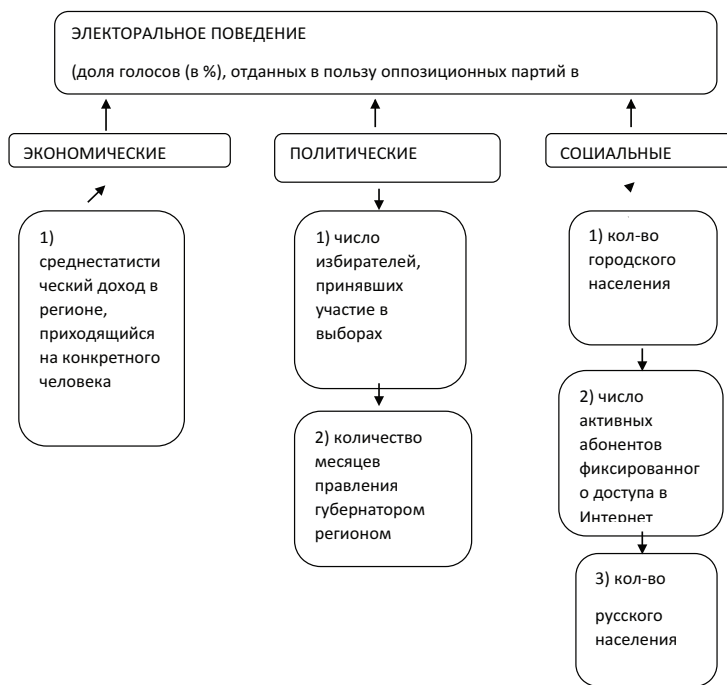 ЭЛЕКТОРАЛЬНОЕ ПОВЕДЕНИЕ
(доля голосов (в %), отданных в пользу оппозиционных партий в
ЭКОНОМИЧЕСКИЕ
ПОЛИТИЧЕСКИЕ
СОЦИАЛЬНЫЕ
1)
среднестатисти
ческий доход в
регионе,
приходящийся
на конкретного
человека
1) число
избирателей,
принявших
участие в
выборах
2) количество
месяцев
правления
губернатором
регионом
1) кол-во
городского
населения
2) число
активных
абонентов
фиксированног
о доступа в
Интернет
3) кол-во
русского
населения